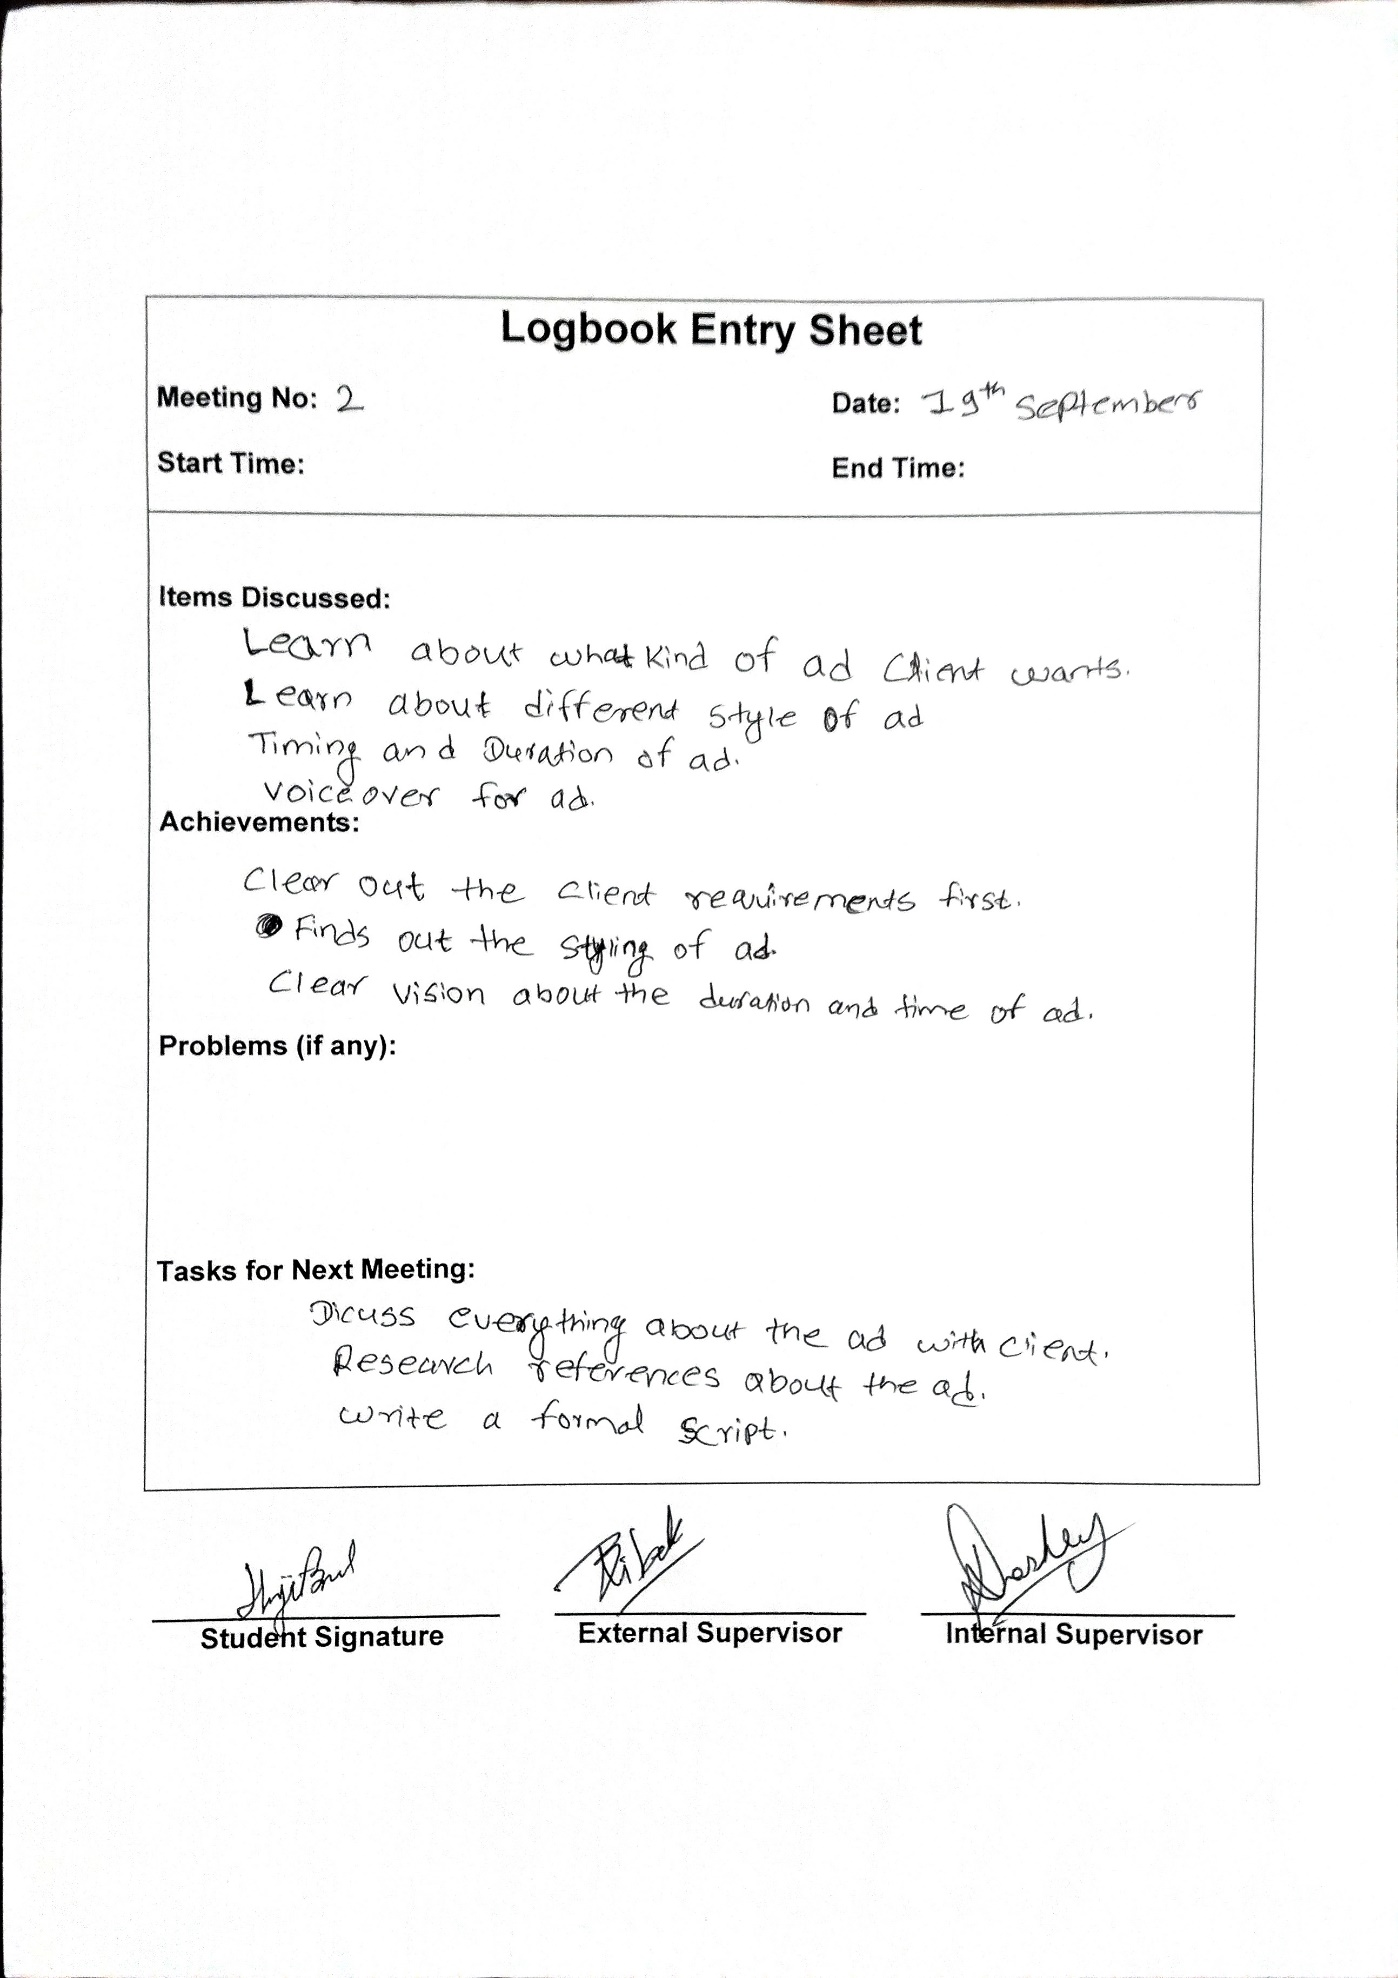 Logbook Entry Sheet
Meeting No: 2 Date: 19th September
Start Time: End Time:
Items Discussed:
Learn about what kind of ad Client wants.
Learn about different style of ad
Timing and Duration of ad.
voice over for ad.
Achievements:
Clear out the client requirements first.
Finds out the styling of ad.
Clear vision about the duration and time of ad.
Problems (if any):
Tasks for Next Meeting:
Dicuss everything about the ad with client.
Research references about the ad.
write a formal script.
Student Signature External Supervisor Internal Supervisor